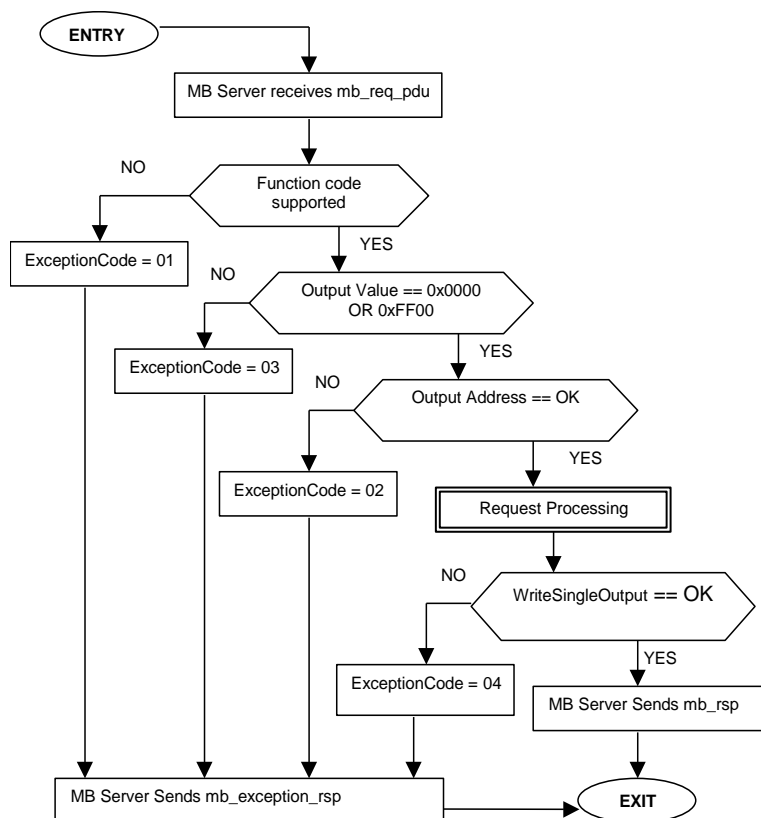 ENTRY
MB Server receives mb_req_pdu
NO
Function code
supported
YES
ExceptionCode = 01
NO
Output Value == 0x0000
OR 0xFF00
YES
ExceptionCode = 03
NO
Output Address == OK
YES
ExceptionCode = 02
Request Processing
NO
WriteSingleOutput == OK
YES
ExceptionCode = 04
MB Server Sends mb_rsp
MB Server Sends mb_exception_rsp
EXIT